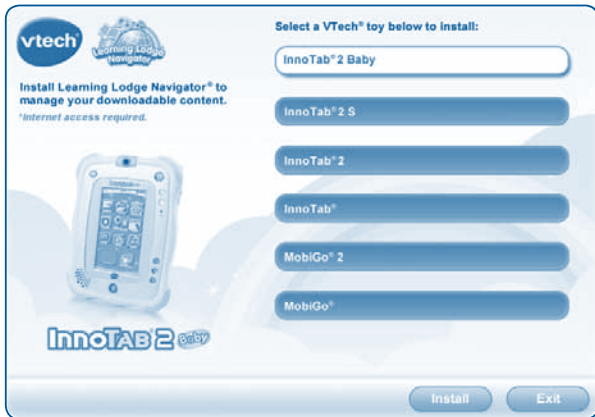 vtech
Learning Lodge
Navigator
Install Learning Lodge Navigator® to
manage your downloadable content.
*Internet access required.
InnoTab 2 Baby
Select a VTech® toy below to install:
InnoTab® 2 Baby
InnoTab® 2 S
InnoTab® 2
InnoTab®
MobiGo® 2
MobiGo®
Install
Exit